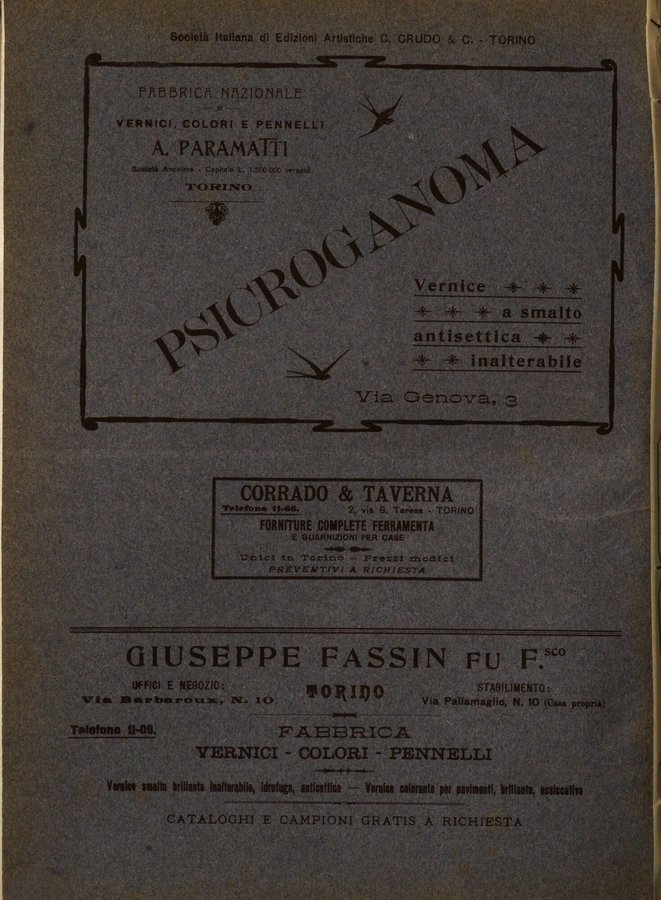 Società Italiana di Edizioni Artistiche C. CRUDO & C. - TORINO
FABBRICA NAZIONALE
VERNICI, COLORI E PENNELLI
A. PARAMATTI
Società Anonima - Capitale L. 1.500.000 versato
TORINO
PSICROGANOMA
Vernice
a smalto
antisettica
inalterabile
Via Genova, 3
CORRADO & TAVERNA
Telefono 11-66. 2, via S. Teresa - TORINO
FORNITURE COMPLETE FERRAMENTA
E GUARNIZIONI PER CASE
Unici in Torino — Prezzi modici
PREVENTIVI A RICHIESTA
GIUSEPPE FASSIN FU F.SCO
UFFICI E NEGOZIO: TORINO STABILIMENTO:
Via Barbaroux, N. 10 Via Pallamaglio, N. 10 (Casa propria)
Telefono 11-09. FABBRICA
VERNICI - COLORI - PENNELLI
Vernice smalto brillante inalterabile, idrofuga, antisettica — Vernice colorante per pavimenti, brillante, essiccativa
CATALOGHI E CAMPIONI GRATIS A RICHIESTA